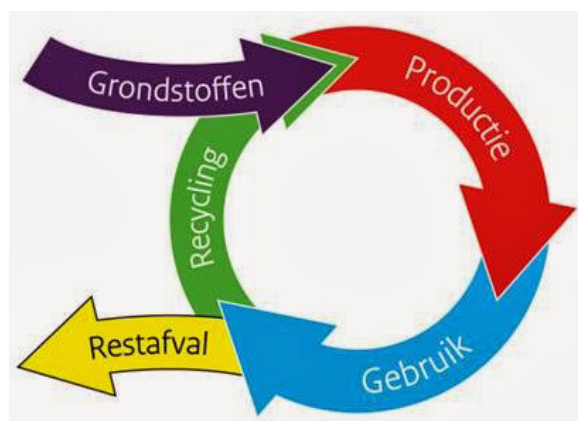 Grondstoffen
Productie
Recycling
Restafval
Gebruik